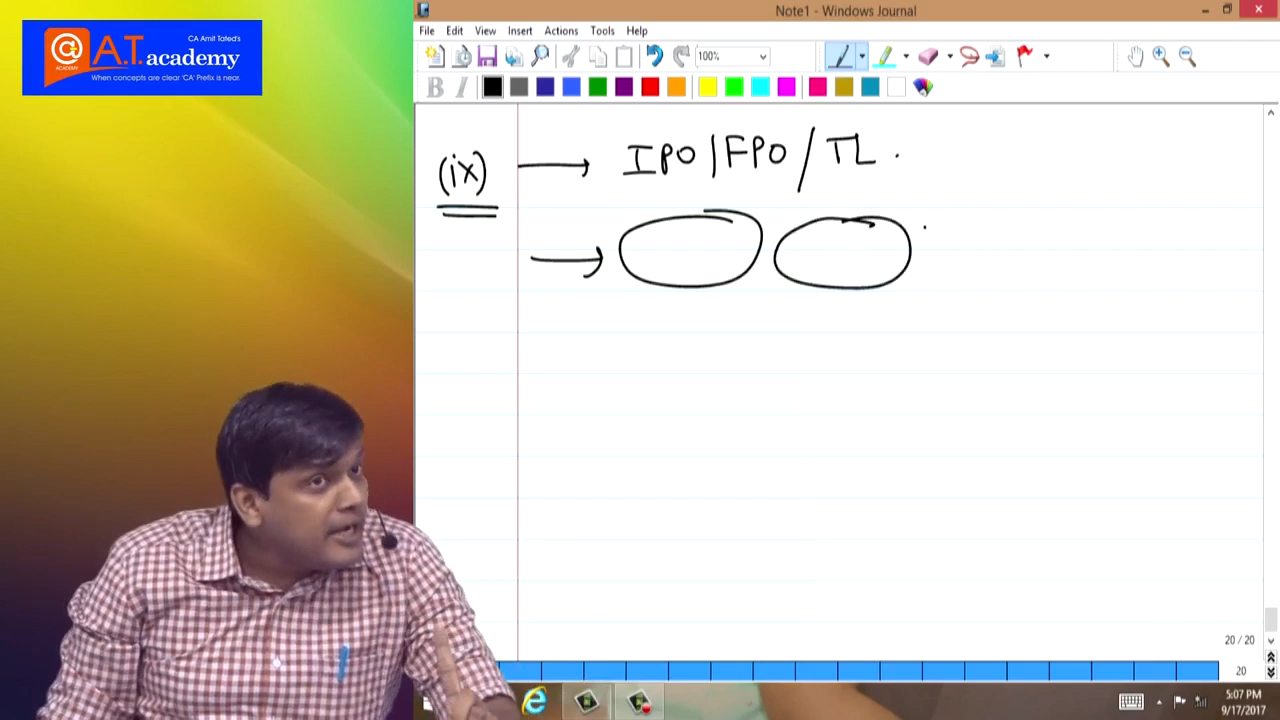 CA Amit Tated's
@ A.T. academy
ACADEMY
When concepts are clear 'CA' Prefix is near.
Note1 - Windows Journal
File Edit View Insert Actions Tools Help
100%
B I
(ix) → IPO/FPO/TL.
→
20 / 20
20
5:07 PM
9/17/2017